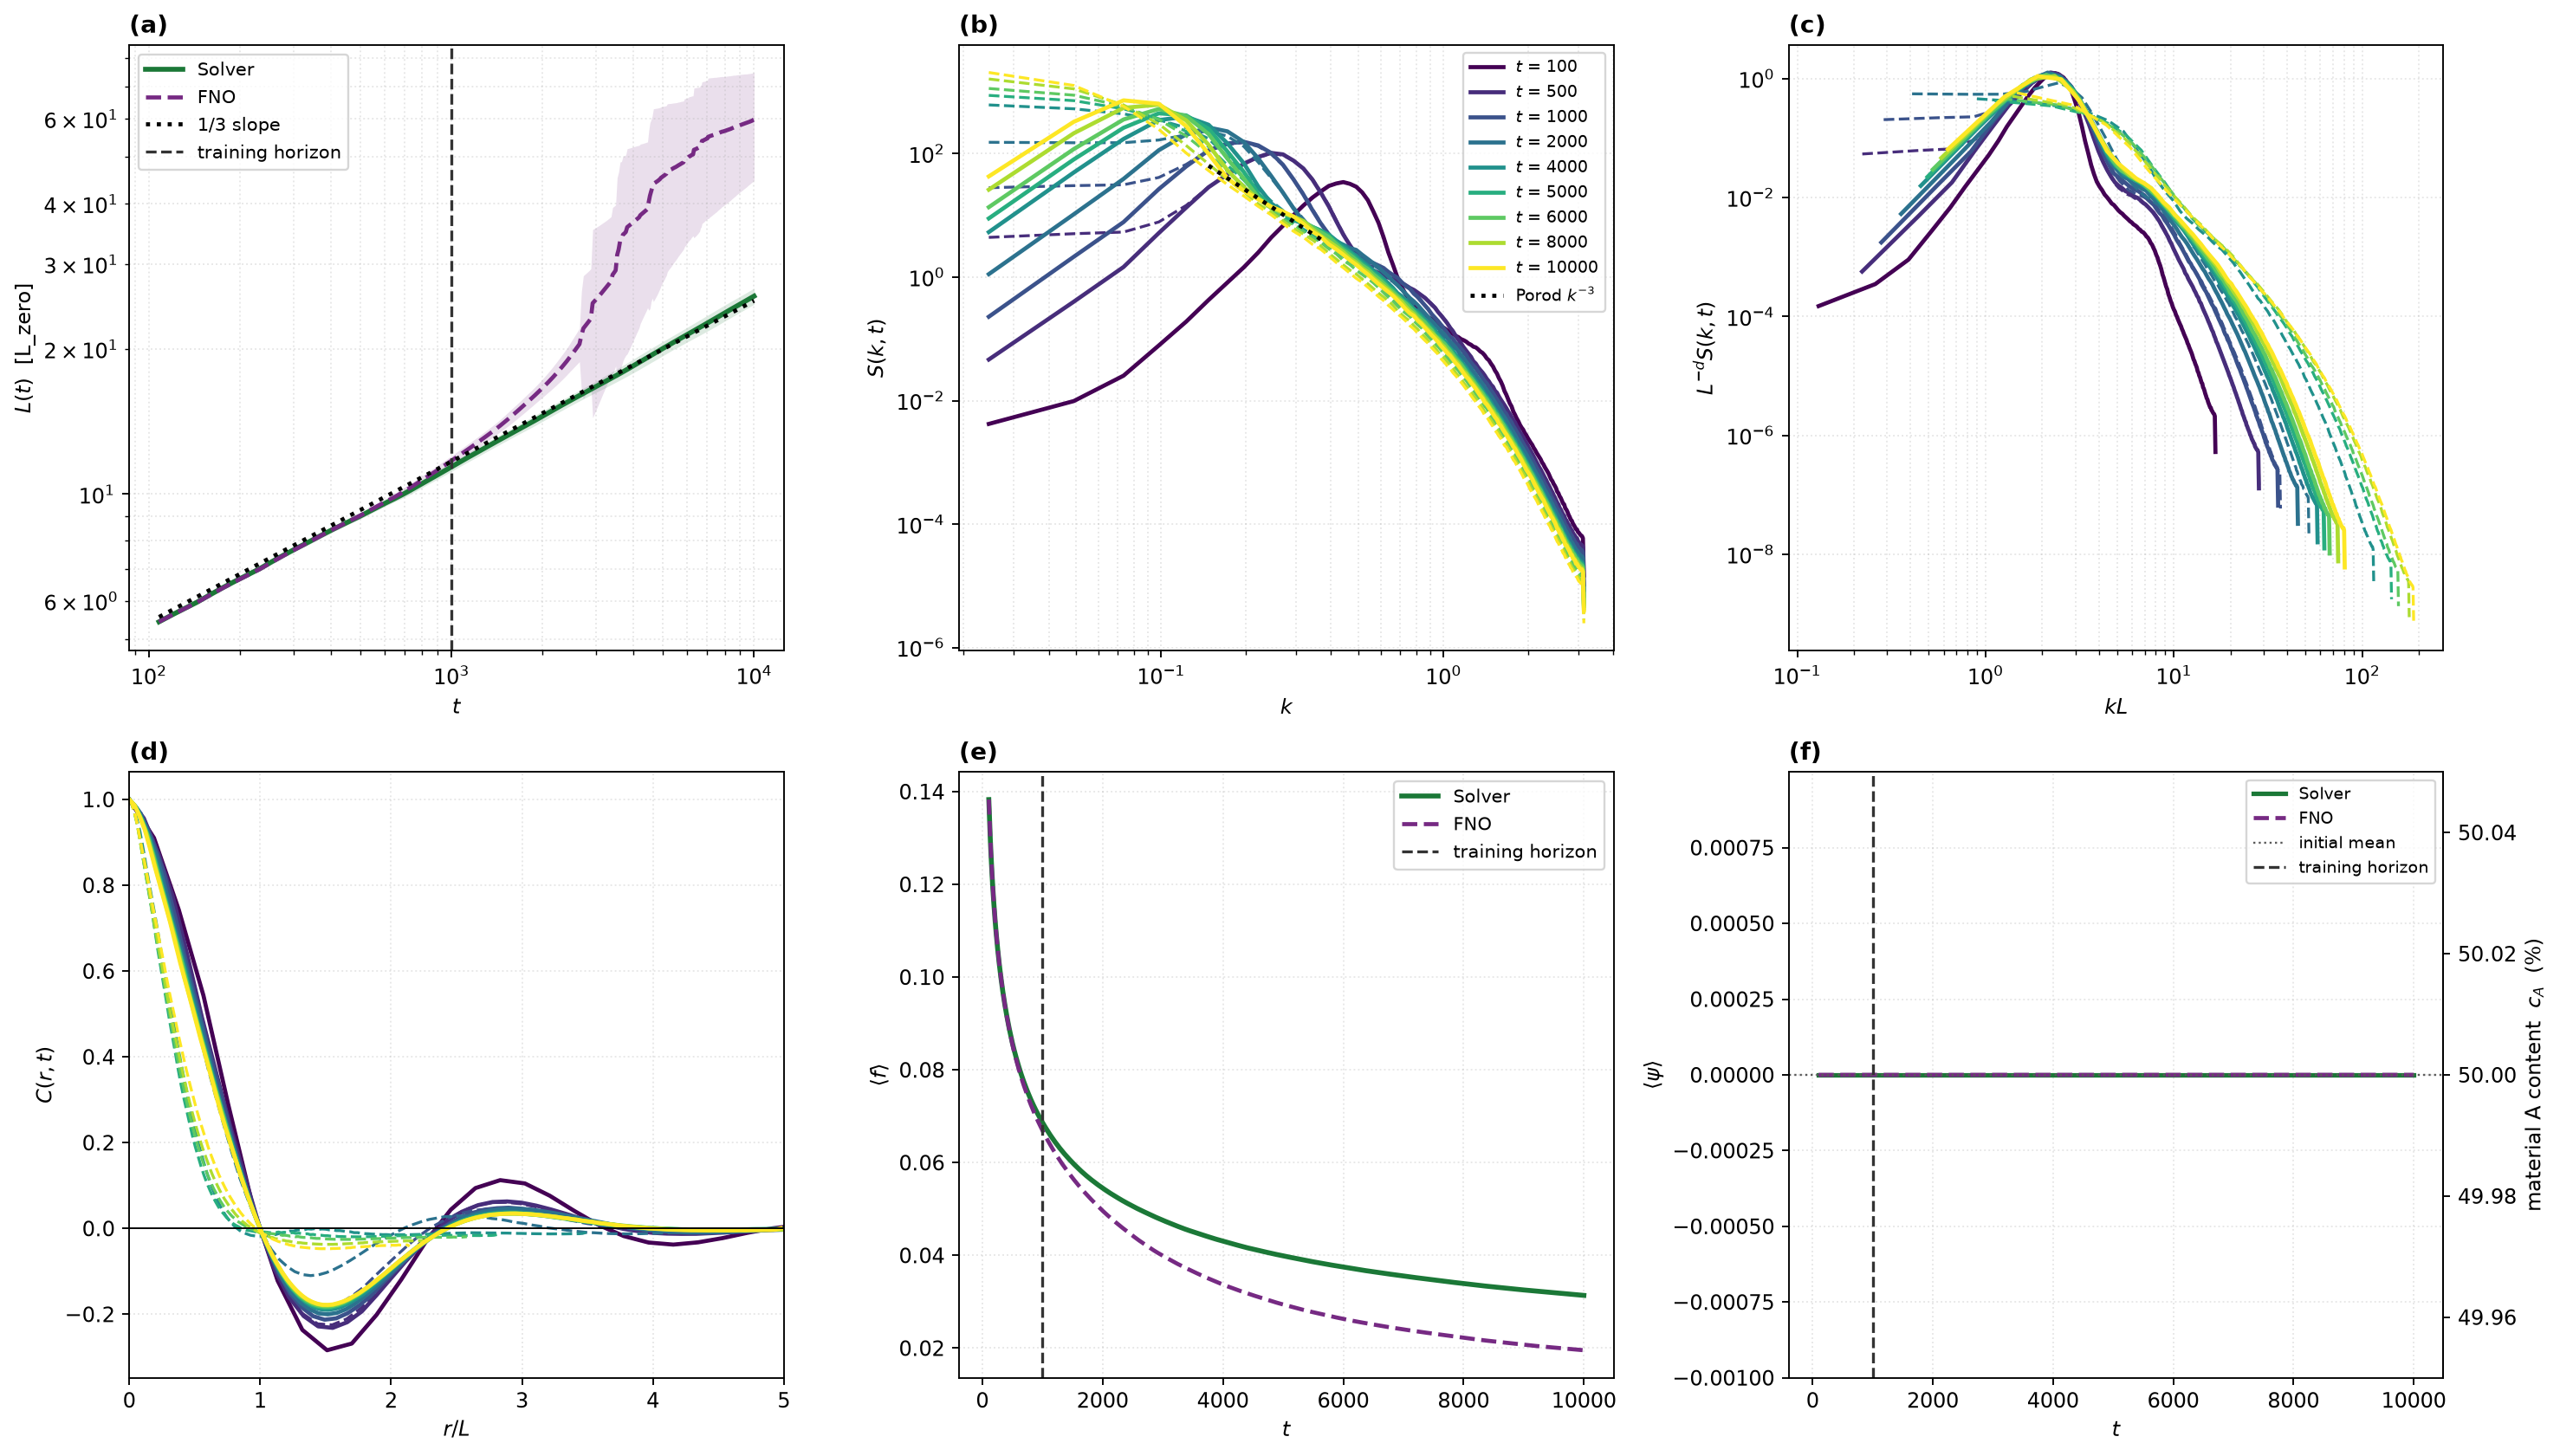 (a)
Solver
FNO
1/3 slope
training horizon
6 × 10¹
4 × 10¹
3 × 10¹
2 × 10¹
10¹
6 × 10⁰
L(t) [L_zero]
10² 10³ 10⁴
t
(b)
t = 100
t = 500
t = 1000
t = 2000
t = 4000
t = 5000
t = 6000
t = 8000
t = 10000
Porod k⁻³
10²
10⁰
10⁻²
10⁻⁴
10⁻⁶
S(k, t)
10⁻¹ 10⁰
k
(c)
10⁰
10⁻²
10⁻⁴
10⁻⁶
10⁻⁸
L⁻ᵈS(k, t)
10⁻¹ 10⁰ 10¹ 10²
kL
(d)
1.0
0.8
0.6
0.4
0.2
0.0
−0.2
C(r, t)
0 1 2 3 4 5
r/L
(e)
Solver
FNO
training horizon
0.14
0.12
0.10
0.08
0.06
0.04
0.02
⟨f⟩
0 2000 4000 6000 8000 10000
t
(f)
Solver
FNO
initial mean
training horizon
0.00075
0.00050
0.00025
0.00000
−0.00025
−0.00050
−0.00075
−0.00100
⟨ψ⟩
50.04
50.02
50.00
49.98
49.96
material A content c_A (%)
0 2000 4000 6000 8000 10000
t